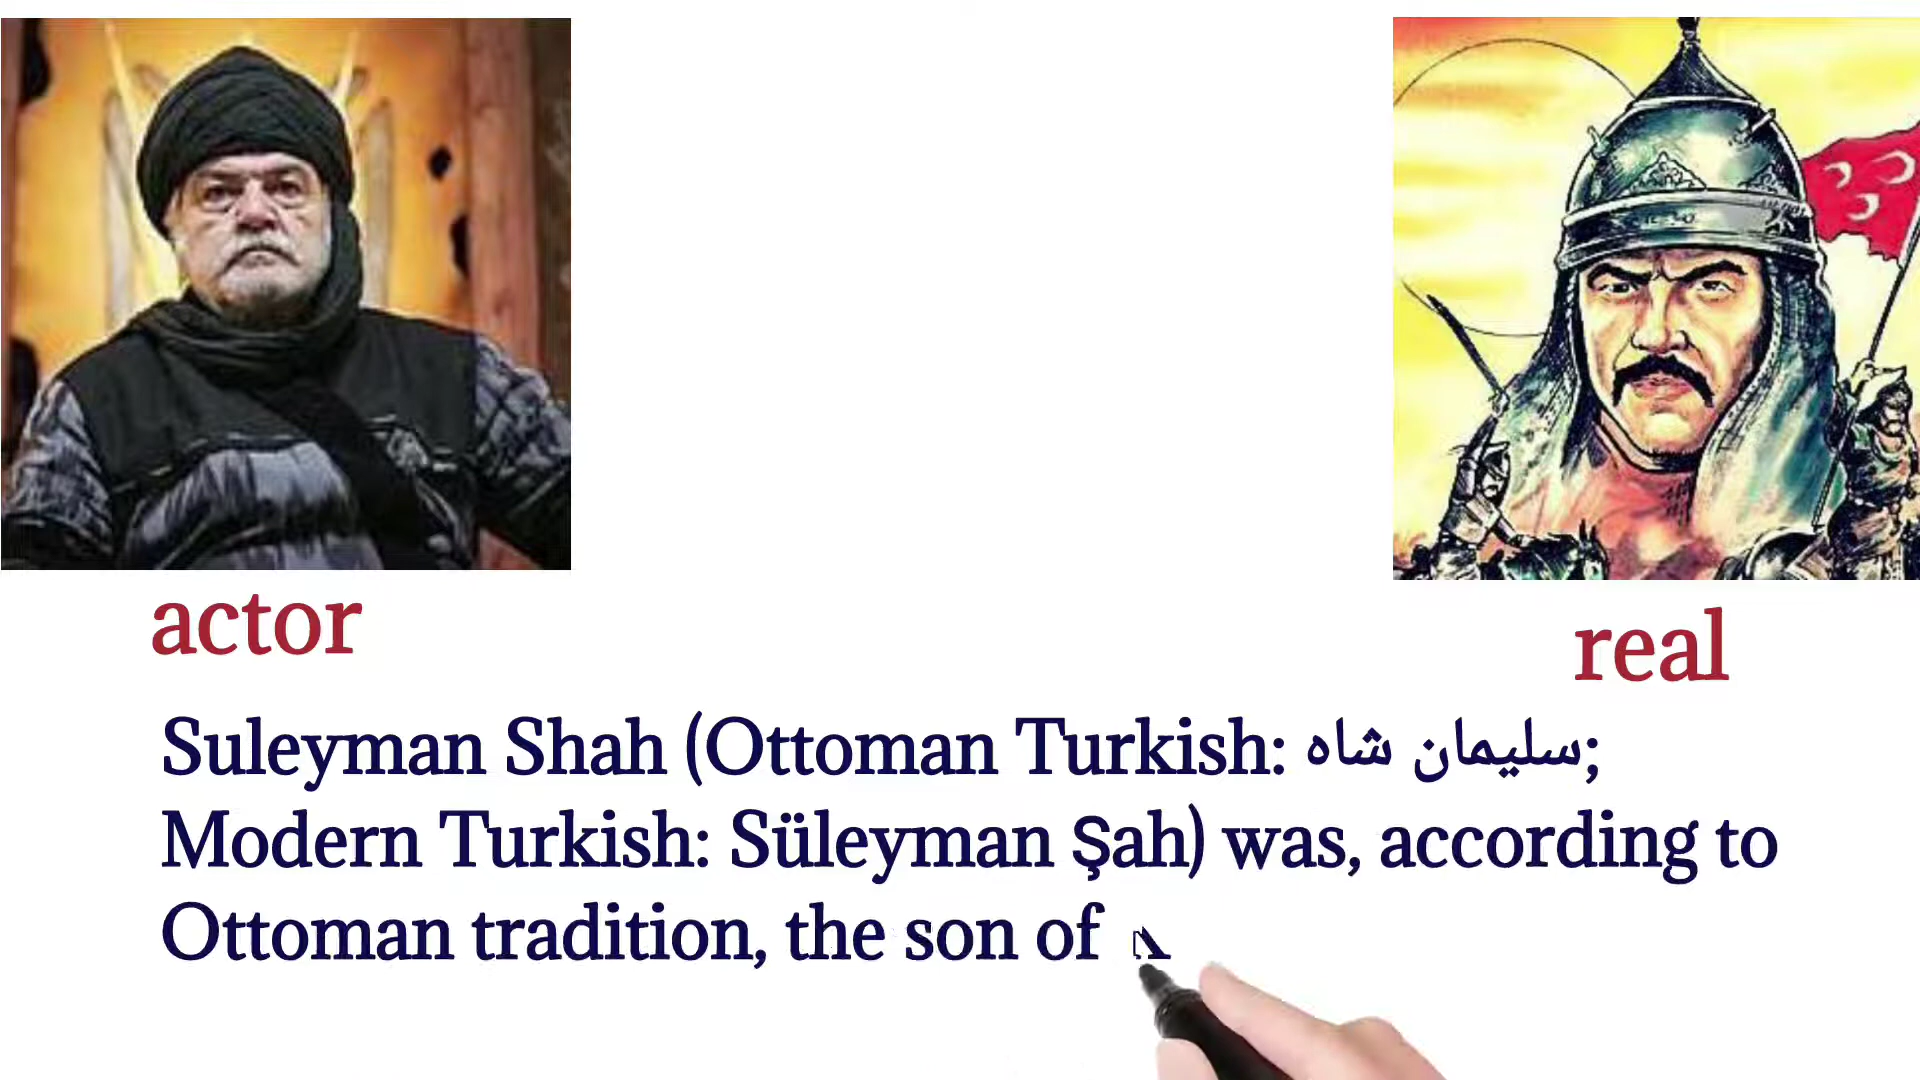 actor
real
Suleyman Shah (Ottoman Turkish: سلیمان شاه;
Modern Turkish: Süleyman Şah) was, according to
Ottoman tradition, the son of